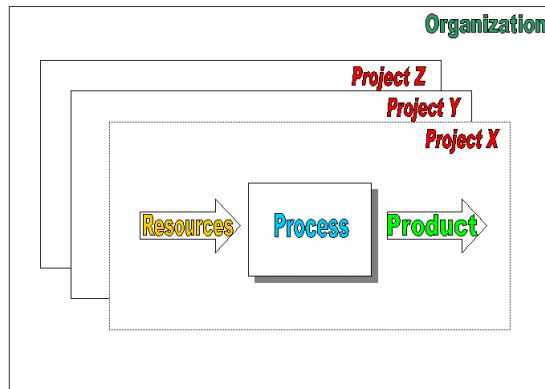 Organization
Project Z
Project Y
Project X
Resources
Process
Product